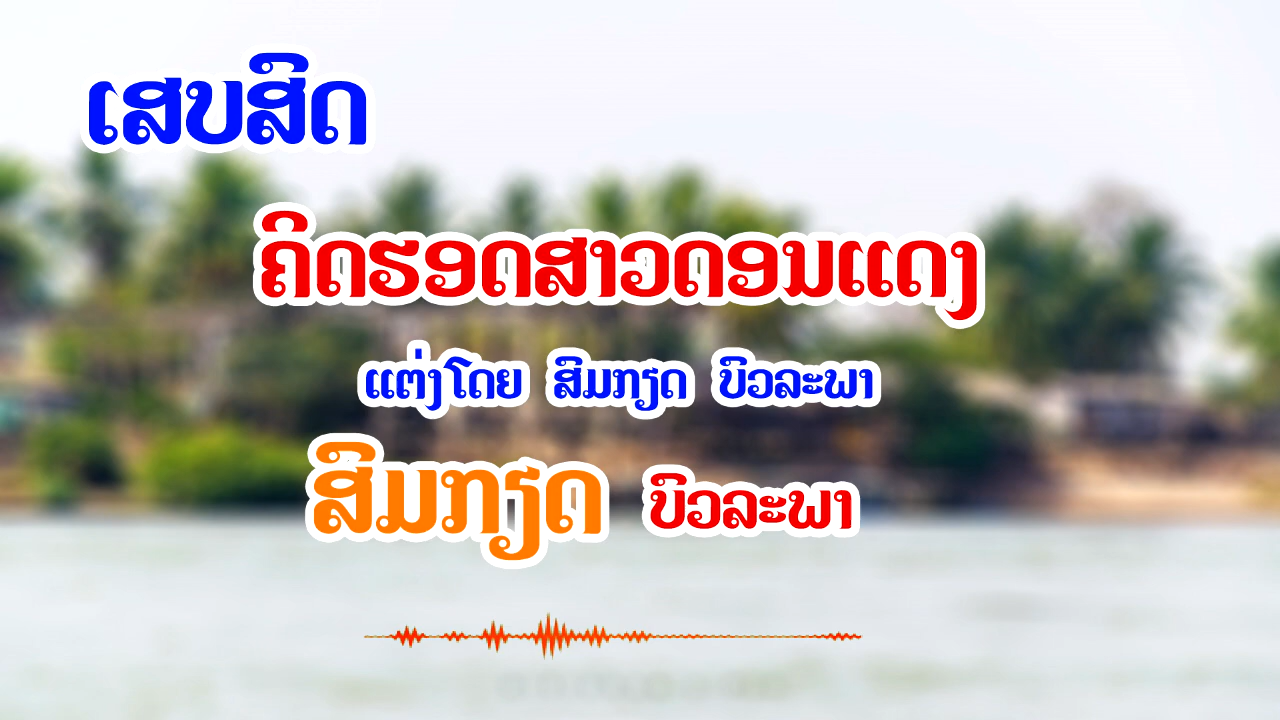 ເສບສົດ
ຄິດຮອດສາວດອນແດງ
ແຕ່ງໂດຍ ສົມກຽດ ບົວລະພາ
ສົມກຽດ ບົວລະພາ